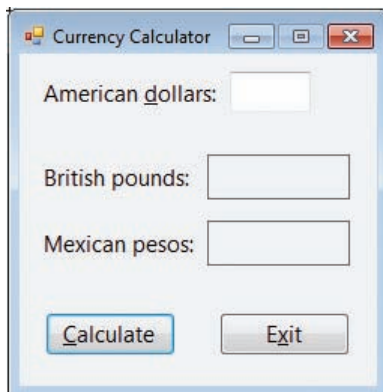 Currency Calculator
American dollars:
British pounds:
Mexican pesos:
Calculate Exit